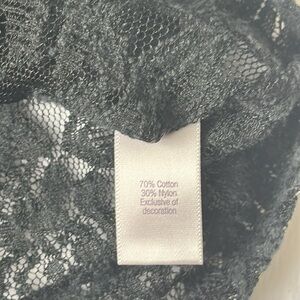 70% Cotton
30% Nylon
Exclusive of
decoration